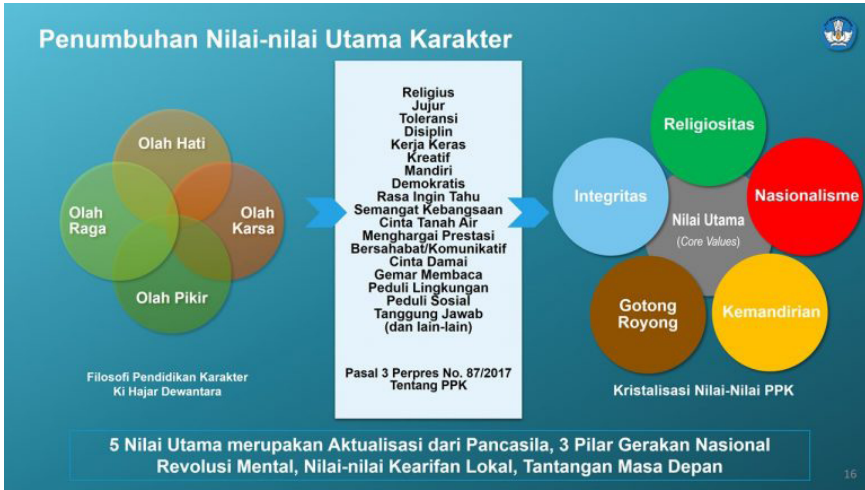 Penumbuhan Nilai-nilai Utama Karakter
Olah Hati
Olah
Raga
Olah
Karsa
Olah Pikir
Filosofi Pendidikan Karakter
Ki Hajar Dewantara
Religius
Jujur
Toleransi
Disiplin
Kerja Keras
Kreatif
Mandiri
Demokratis
Rasa Ingin Tahu
Semangat Kebangsaan
Cinta Tanah Air
Menghargai Prestasi
Bersahabat/Komunikatif
Cinta Damai
Gemar Membaca
Peduli Lingkungan
Peduli Sosial
Tanggung Jawab
(dan lain-lain)
Pasal 3 Perpres No. 87/2017
Tentang PPK
Religiositas
Integritas
Nasionalisme
Nilai Utama
(Core Values)
Gotong
Royong
Kemandirian
Kristalisasi Nilai-Nilai PPK
5 Nilai Utama merupakan Aktualisasi dari Pancasila, 3 Pilar Gerakan Nasional
Revolusi Mental, Nilai-nilai Kearifan Lokal, Tantangan Masa Depan
16